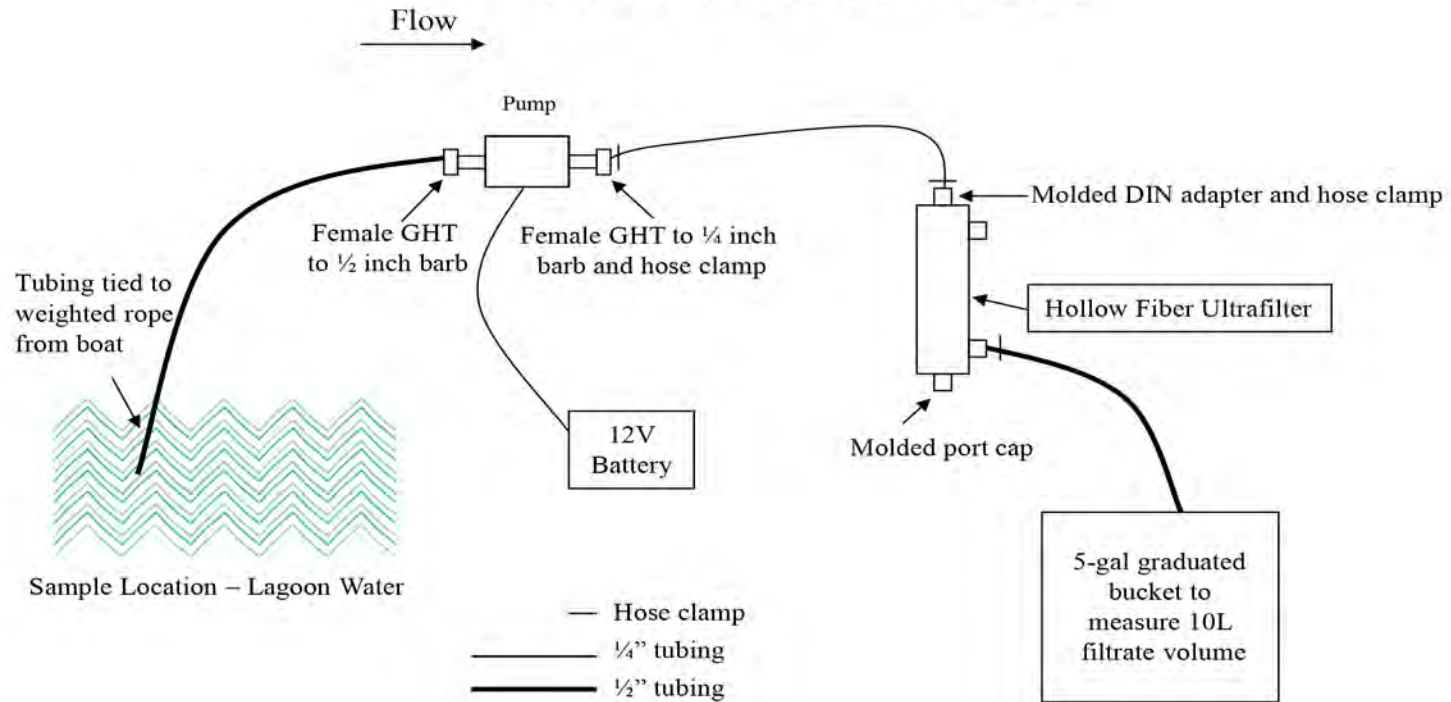 Flow
Pump
Female GHT
to ½ inch barb
Female GHT to ¼ inch
barb and hose clamp
Molded DIN adapter and hose clamp
Tubing tied to
weighted rope
from boat
Hollow Fiber Ultrafilter
12V
Battery
Molded port cap
Sample Location – Lagoon Water
5-gal graduated
bucket to
measure 10L
filtrate volume
Hose clamp
¼” tubing
½” tubing